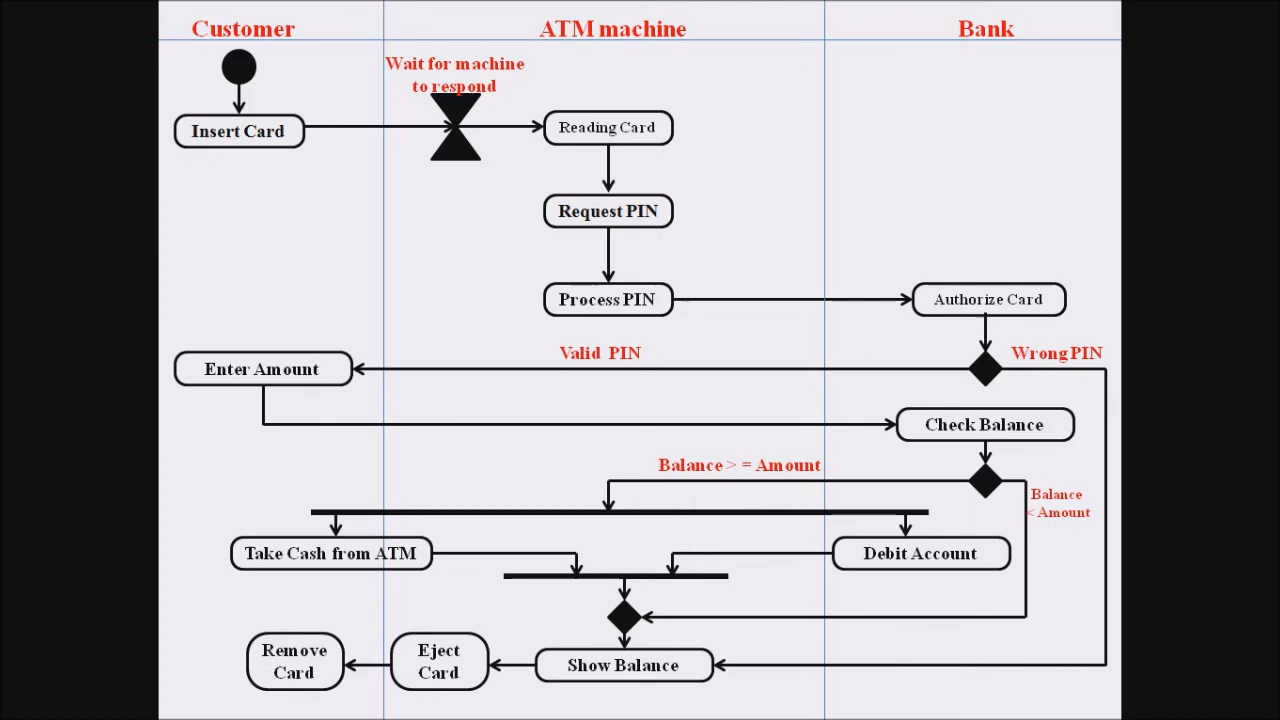 Customer
ATM machine
Bank
Wait for machine
to respond
Insert Card
Reading Card
Request PIN
Process PIN
Authorize Card
Valid PIN
Wrong PIN
Enter Amount
Check Balance
Balance > = Amount
Balance
< Amount
Take Cash from ATM
Debit Account
Remove
Card
Eject
Card
Show Balance